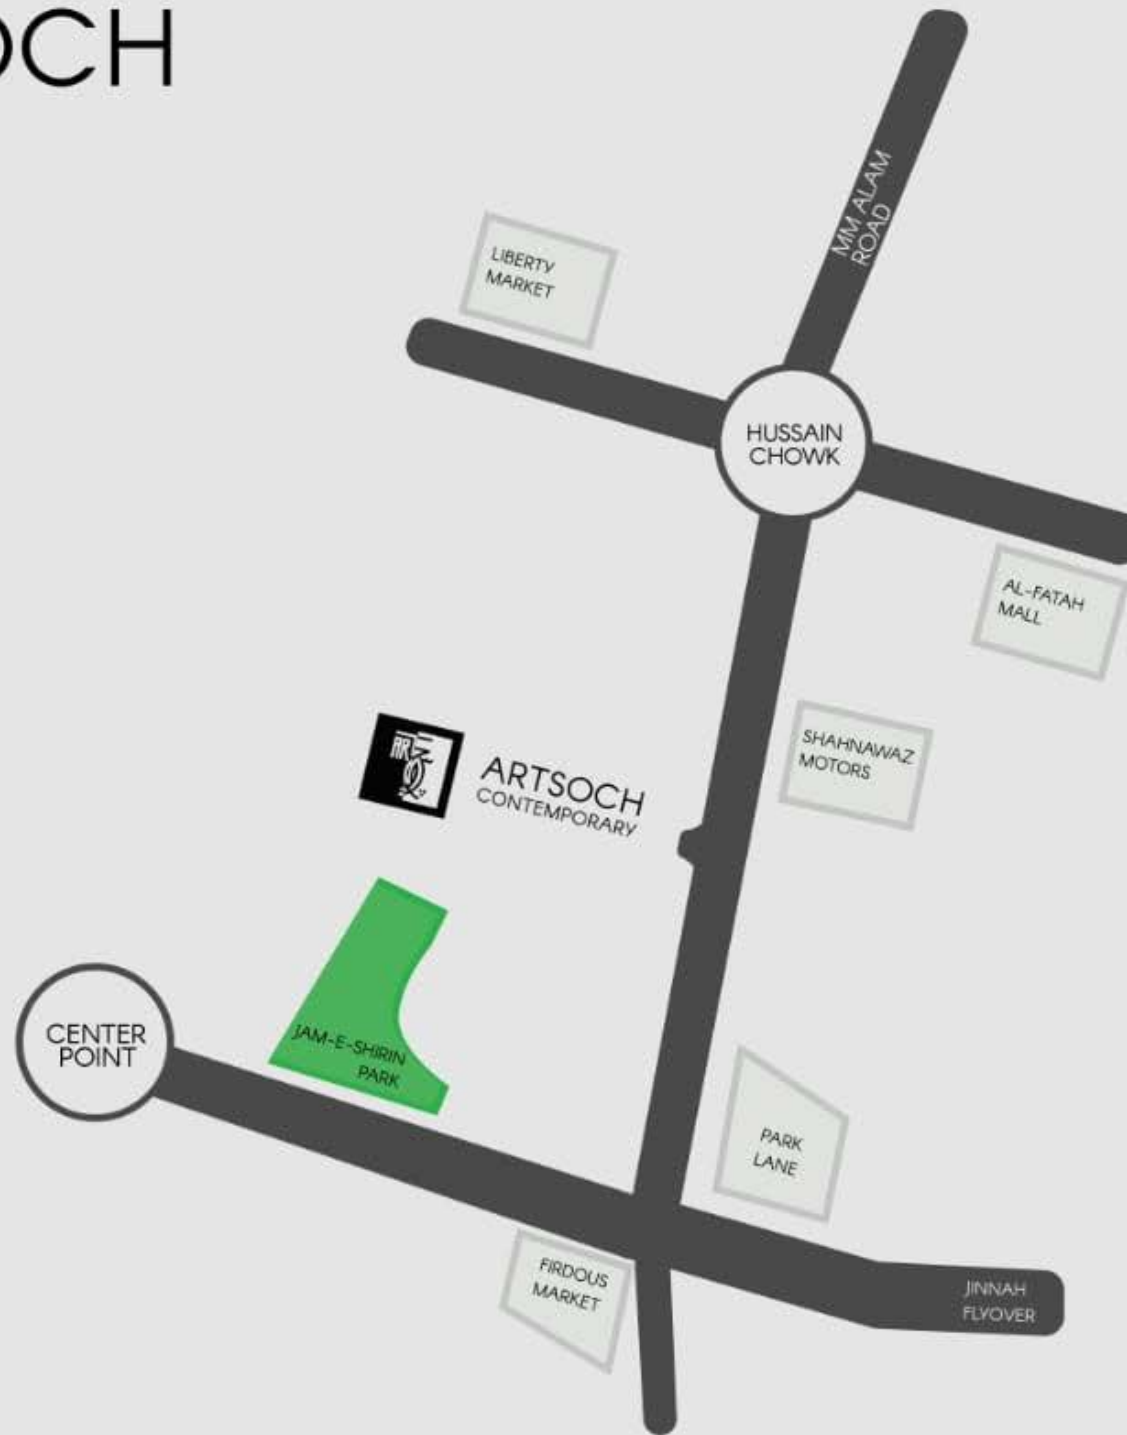 OCH
MM ALAM
ROAD
LIBERTY
MARKET
HUSSAIN
CHOWK
AL-FATAH
MALL
SHAHNAWAZ
MOTORS
ARTSOCH
CONTEMPORARY
CENTER
POINT
JAM-E-SHIRIN
PARK
PARK
LANE
FIRDOUS
MARKET
JINNAH
FLYOVER